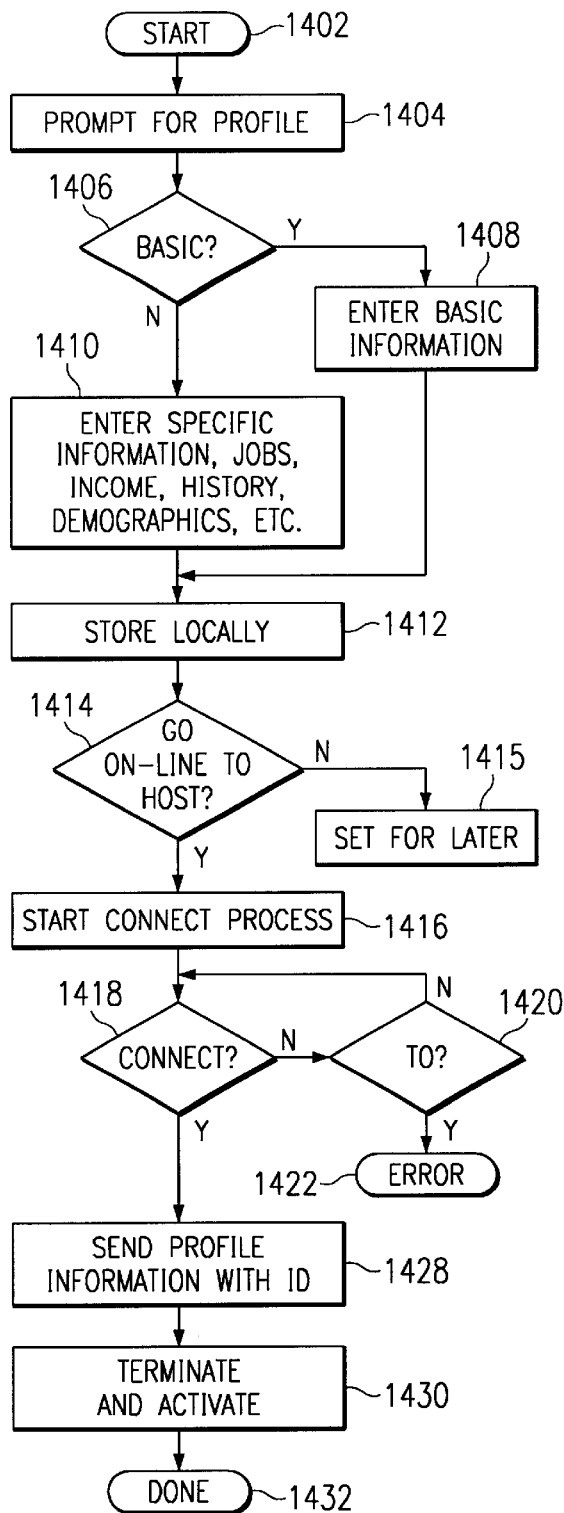 START
1402
PROMPT FOR PROFILE
1404
1406
BASIC?
Y
N
1408
ENTER BASIC
INFORMATION
1410
ENTER SPECIFIC
INFORMATION, JOBS,
INCOME, HISTORY,
DEMOGRAPHICS, ETC.
STORE LOCALLY
1412
1414
GO
ON-LINE TO
HOST?
N
Y
1415
SET FOR LATER
START CONNECT PROCESS
1416
1418
CONNECT?
N
Y
N
1420
TO?
Y
1422
ERROR
SEND PROFILE
INFORMATION WITH ID
1428
TERMINATE
AND ACTIVATE
1430
DONE
1432